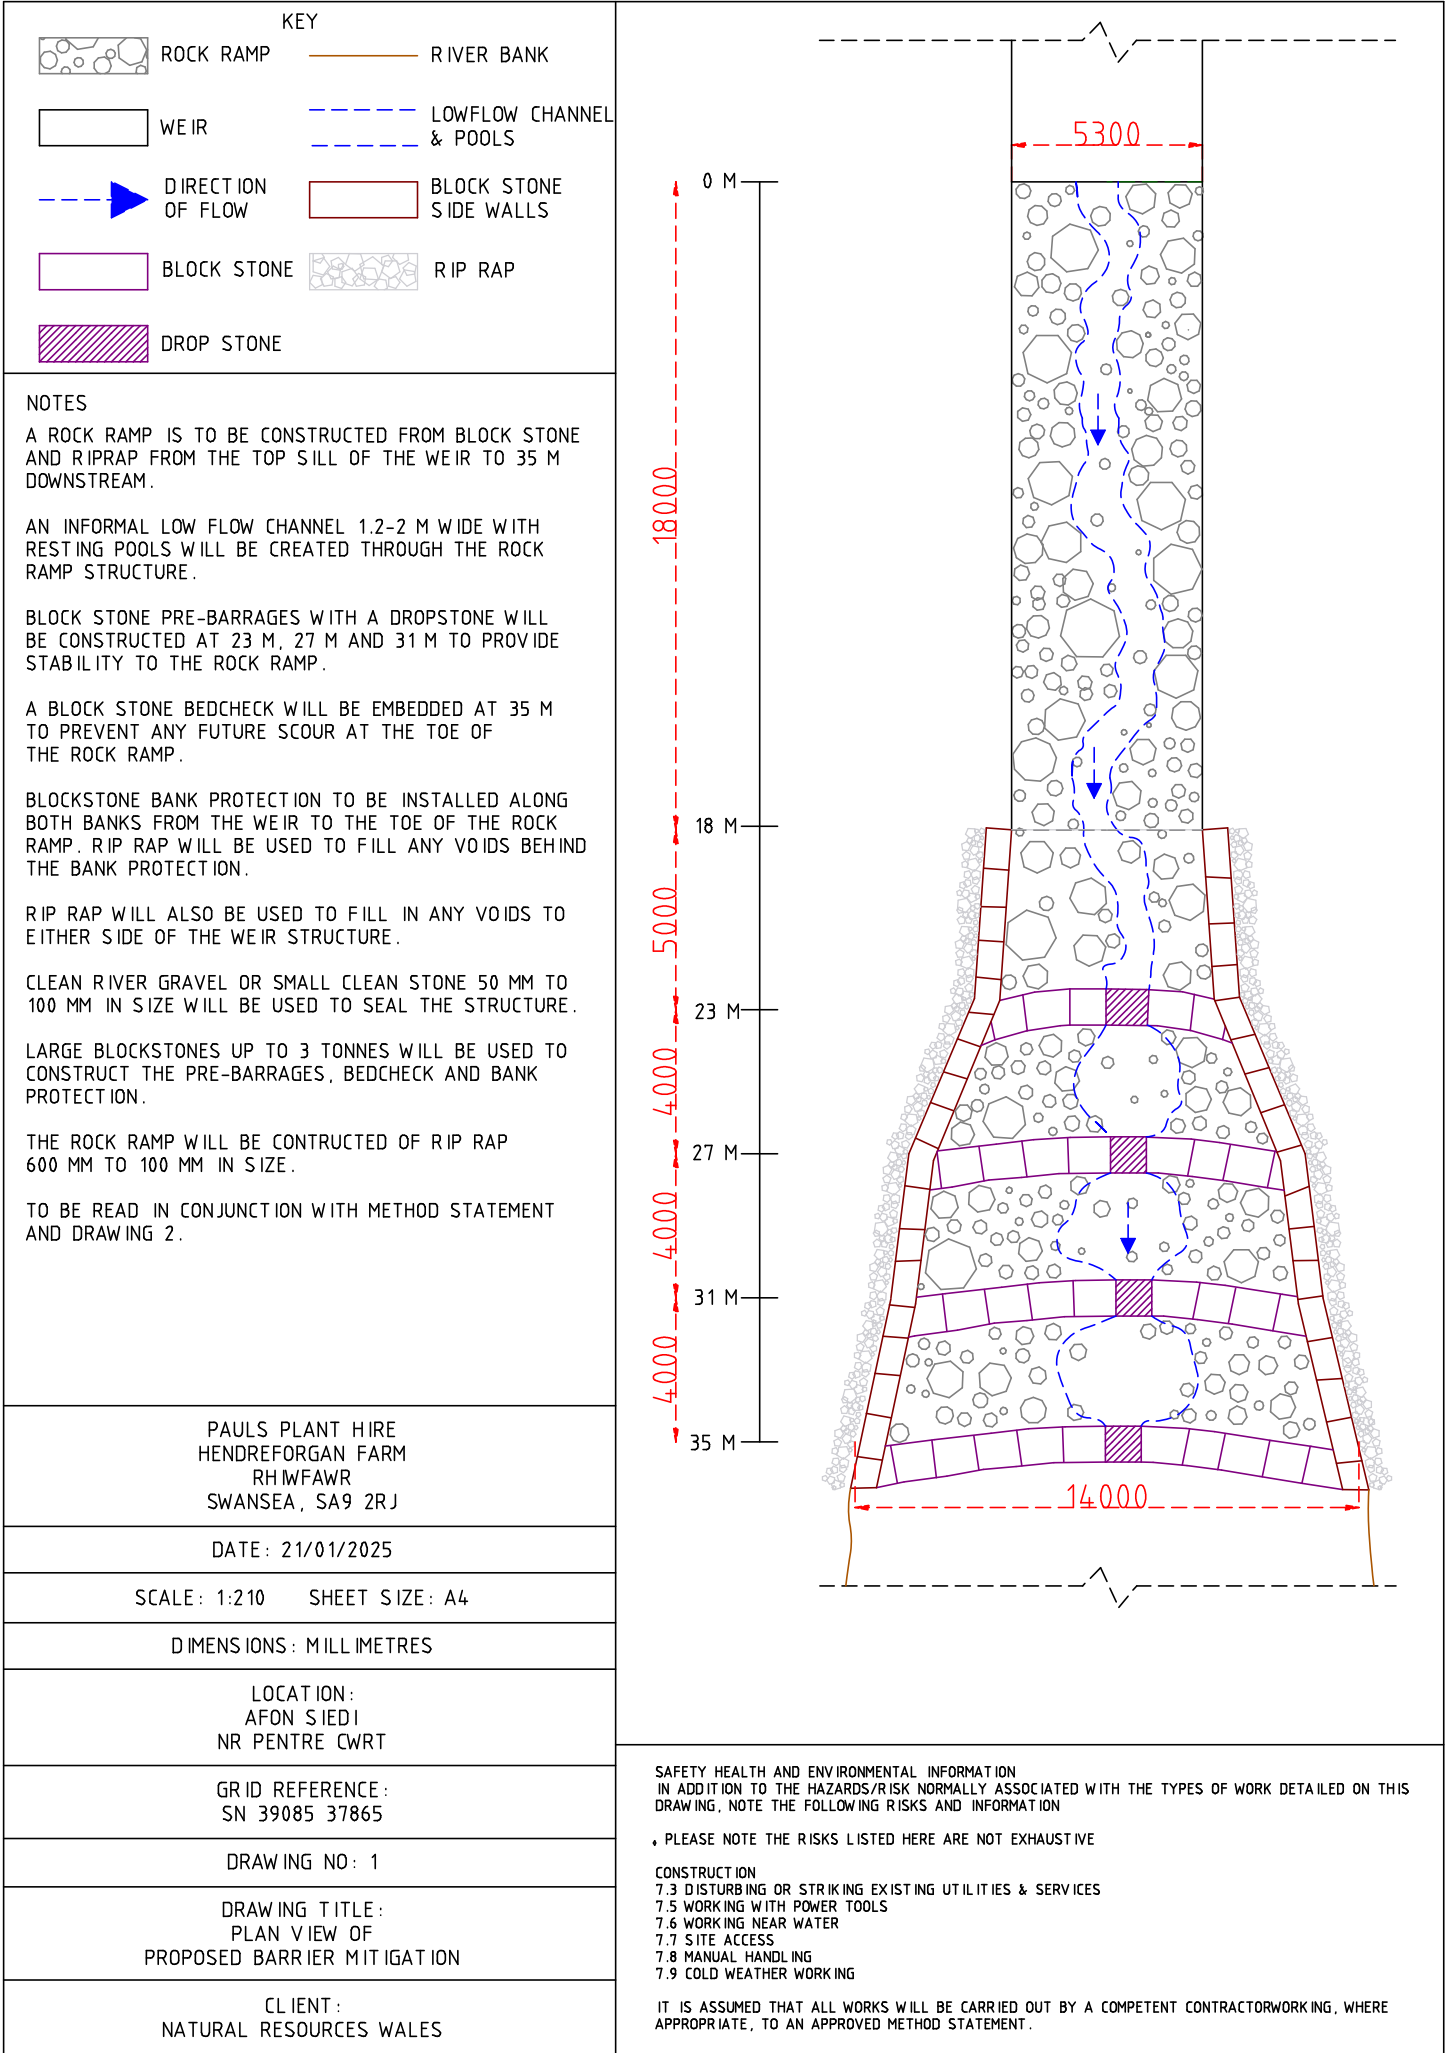 KEY
ROCK RAMP
RIVER BANK
WEIR
LOWFLOW CHANNEL
& POOLS
DIRECTION
OF FLOW
BLOCK STONE
SIDE WALLS
BLOCK STONE
RIP RAP
DROP STONE
NOTES
A ROCK RAMP IS TO BE CONSTRUCTED FROM BLOCK STONE
AND RIPRAP FROM THE TOP SILL OF THE WEIR TO 35 M
DOWNSTREAM.
AN INFORMAL LOW FLOW CHANNEL 1.2-2 M WIDE WITH
RESTING POOLS WILL BE CREATED THROUGH THE ROCK
RAMP STRUCTURE.
BLOCK STONE PRE-BARRAGES WITH A DROPSTONE WILL
BE CONSTRUCTED AT 23 M, 27 M AND 31 M TO PROVIDE
STABILITY TO THE ROCK RAMP.
A BLOCK STONE BEDCHECK WILL BE EMBEDDED AT 35 M
TO PREVENT ANY FUTURE SCOUR AT THE TOE OF
THE ROCK RAMP.
BLOCKSTONE BANK PROTECTION TO BE INSTALLED ALONG
BOTH BANKS FROM THE WEIR TO THE TOE OF THE ROCK
RAMP. RIP RAP WILL BE USED TO FILL ANY VOIDS BEHIND
THE BANK PROTECTION.
RIP RAP WILL ALSO BE USED TO FILL IN ANY VOIDS TO
EITHER SIDE OF THE WEIR STRUCTURE.
CLEAN RIVER GRAVEL OR SMALL CLEAN STONE 50 MM TO
100 MM IN SIZE WILL BE USED TO SEAL THE STRUCTURE.
LARGE BLOCKSTONES UP TO 3 TONNES WILL BE USED TO
CONSTRUCT THE PRE-BARRAGES, BEDCHECK AND BANK
PROTECTION.
THE ROCK RAMP WILL BE CONTRUCTED OF RIP RAP
600 MM TO 100 MM IN SIZE.
TO BE READ IN CONJUNCTION WITH METHOD STATEMENT
AND DRAWING 2.
PAULS PLANT HIRE
HENDREFORGAN FARM
RHIWFAWR
SWANSEA, SA9 2RJ
DATE: 21/01/2025
SCALE: 1:210 SHEET SIZE: A4
DIMENSIONS: MILLIMETRES
LOCATION:
AFON SIEDI
NR PENTRE CWRT
GRID REFERENCE:
SN 39085 37865
DRAWING NO: 1
DRAWING TITLE:
PLAN VIEW OF
PROPOSED BARRIER MITIGATION
CLIENT:
NATURAL RESOURCES WALES
5300
0 M
18000
18 M
5000
23 M
4000
27 M
4000
31 M
4000
35 M
14000
SAFETY HEALTH AND ENVIRONMENTAL INFORMATION
IN ADDITION TO THE HAZARDS/RISK NORMALLY ASSOCIATED WITH THE TYPES OF WORK DETAILED ON THIS
DRAWING, NOTE THE FOLLOWING RISKS AND INFORMATION
• PLEASE NOTE THE RISKS LISTED HERE ARE NOT EXHAUSTIVE
CONSTRUCTION
7.3 DISTURBING OR STRIKING EXISTING UTILITIES & SERVICES
7.5 WORKING WITH POWER TOOLS
7.6 WORKING NEAR WATER
7.7 SITE ACCESS
7.8 MANUAL HANDLING
7.9 COLD WEATHER WORKING
IT IS ASSUMED THAT ALL WORKS WILL BE CARRIED OUT BY A COMPETENT CONTRACTORWORKING, WHERE
APPROPRIATE, TO AN APPROVED METHOD STATEMENT.